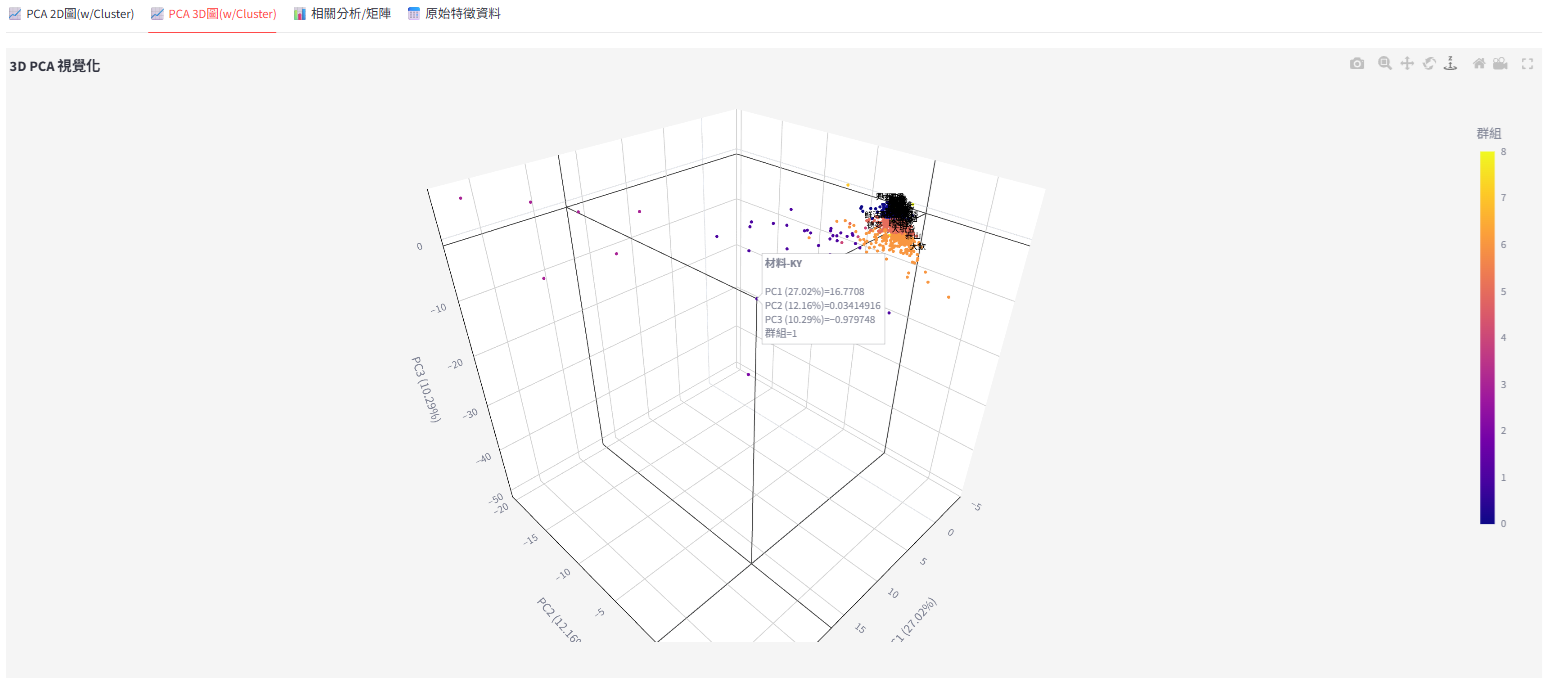 PCA 2D圖(w/Cluster) PCA 3D圖(w/Cluster) 相關分析/矩陣 原始特徵資料
3D PCA 視覺化
群組
8
7
6
5
4
3
2
1
0
大歡
材料-KY
PC1 (27.02%)=16.7708
PC2 (12.16%)=0.03414916
PC3 (10.29%)=−0.979748
群組=1
0
−10
−20
−30
−40
−50
PC3 (10.29%)
−20
−15
−10
−5
PC2 (12.16%
−5
0
5
10
15
C1 (27.02%)